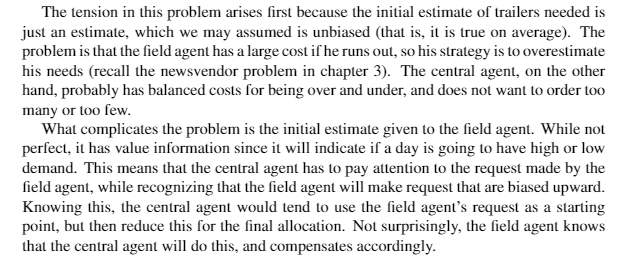 The tension in this problem arises first because the initial estimate of trailers needed is
just an estimate, which we may assumed is unbiased (that is, it is true on average). The
problem is that the field agent has a large cost if he runs out, so his strategy is to overestimate
his needs (recall the newsvendor problem in chapter 3). The central agent, on the other
hand, probably has balanced costs for being over and under, and does not want to order too
many or too few.
What complicates the problem is the initial estimate given to the field agent. While not
perfect, it has value information since it will indicate if a day is going to have high or low
demand. This means that the central agent has to pay attention to the request made by the
field agent, while recognizing that the field agent will make request that are biased upward.
Knowing this, the central agent would tend to use the field agent's request as a starting
point, but then reduce this for the final allocation. Not surprisingly, the field agent knows
that the central agent will do this, and compensates accordingly.